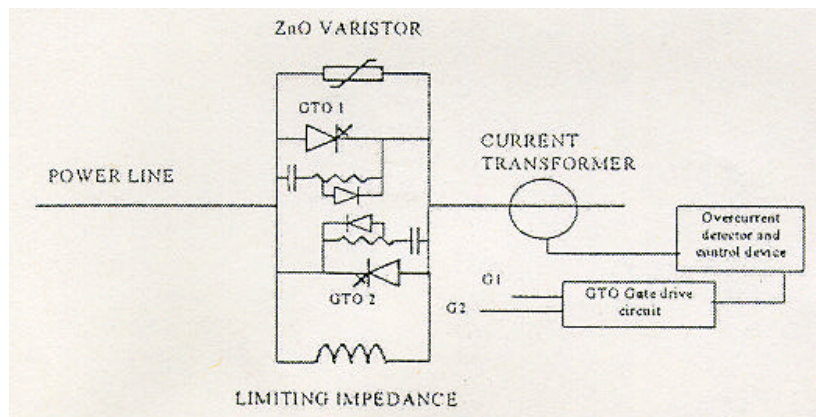 ZnO VARISTOR
GTO 1
CURRENT
TRANSFORMER
POWER LINE
Overcurrent
detector and
control device
G1
GTO Gate drive
circuit
G2
GTO 2
LIMITING IMPEDANCE